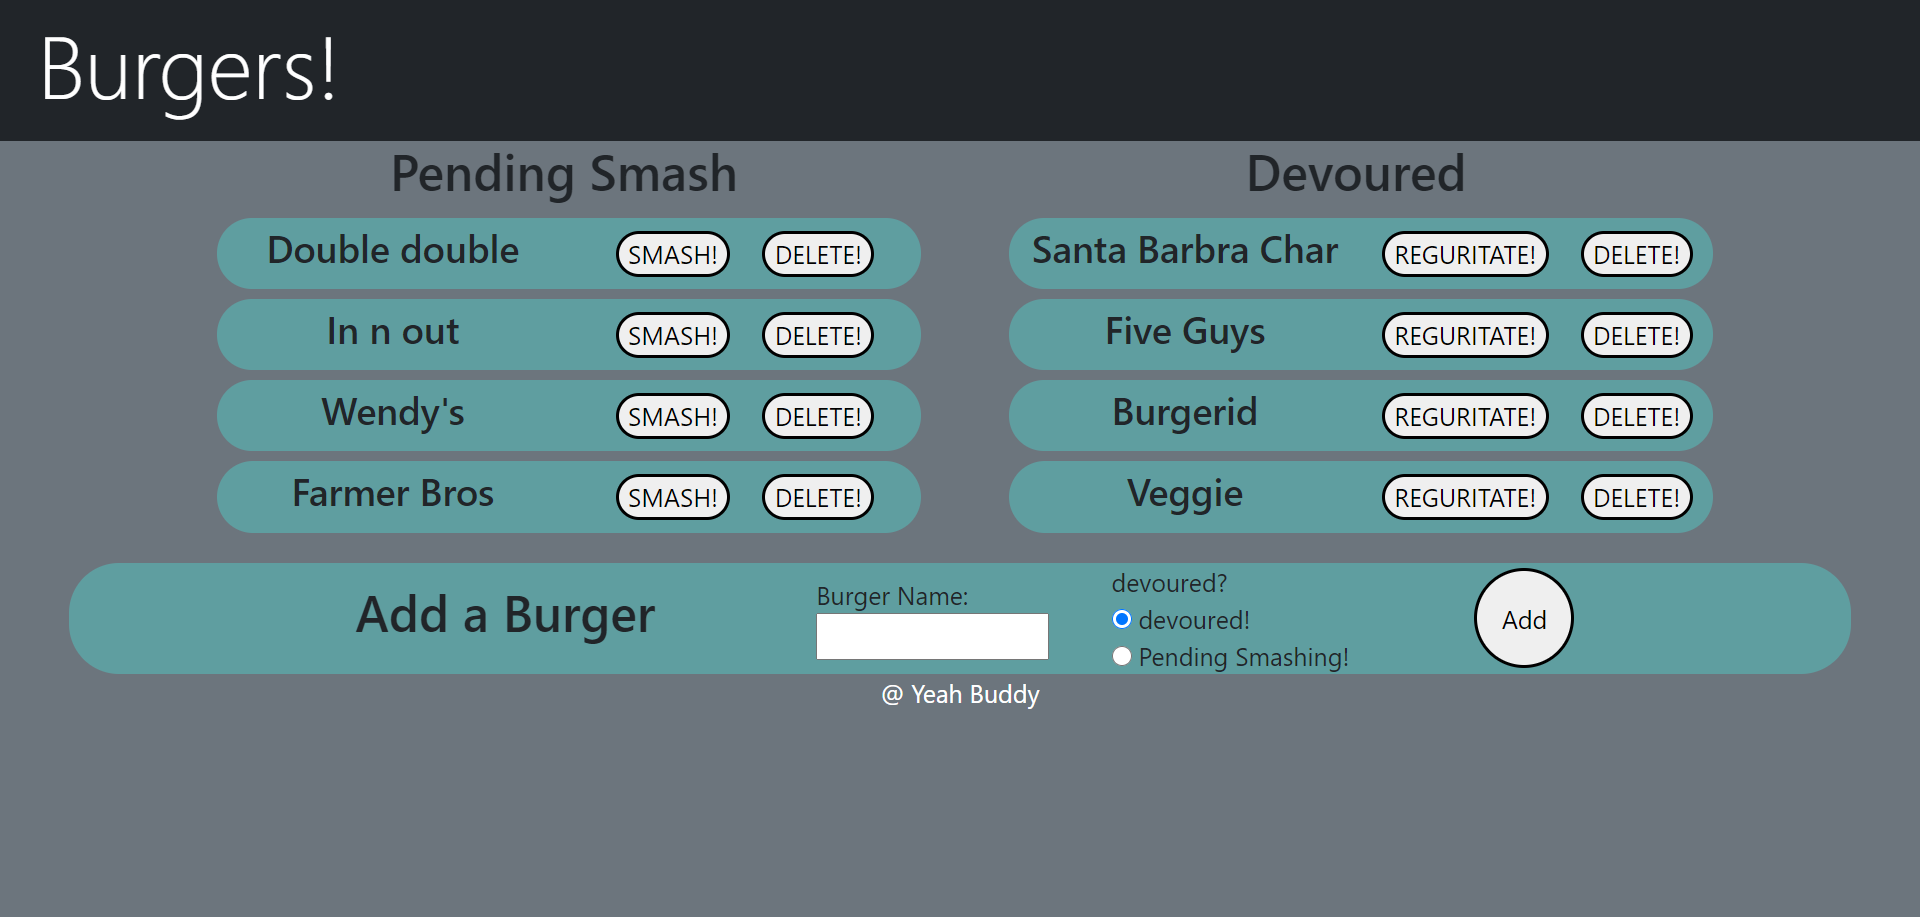 Burgers!
Pending Smash
Double double SMASH! DELETE!
In n out SMASH! DELETE!
Wendy's SMASH! DELETE!
Farmer Bros SMASH! DELETE!
Devoured
Santa Barbra Char REGURITATE! DELETE!
Five Guys REGURITATE! DELETE!
Burgerid REGURITATE! DELETE!
Veggie REGURITATE! DELETE!
Add a Burger
Burger Name:
devoured?
devoured!
Pending Smashing!
Add
@ Yeah Buddy